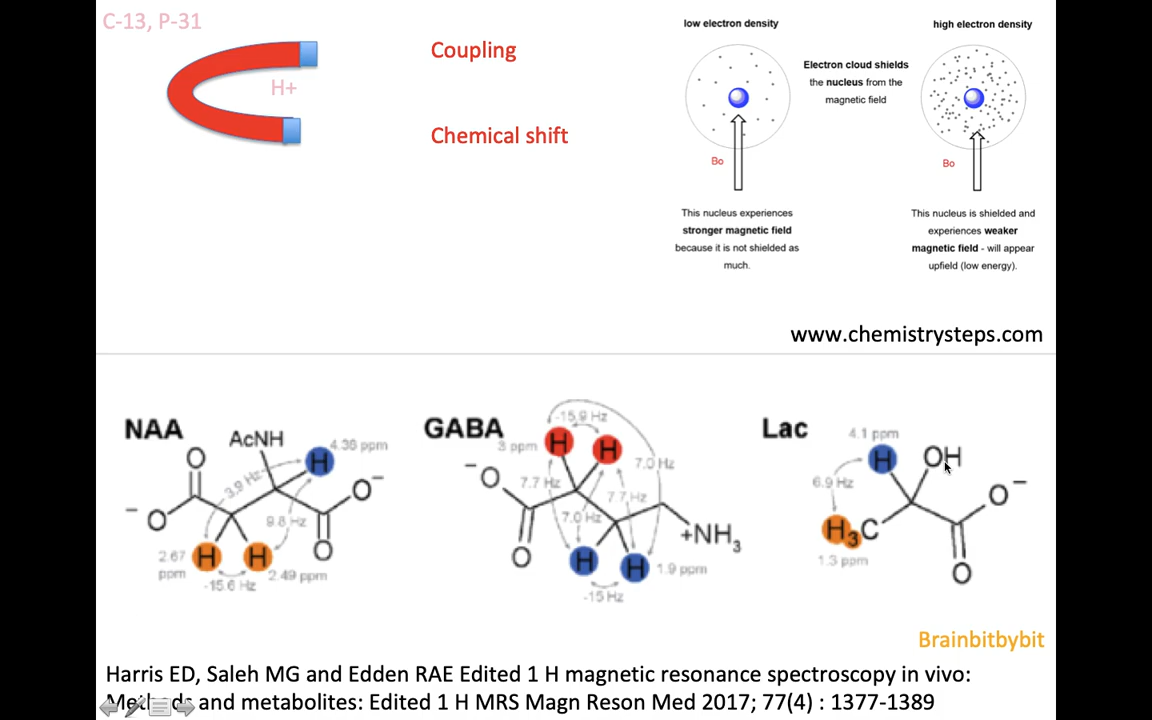 C-13, P-31
H+
Coupling
Chemical shift
low electron density
high electron density
Electron cloud shields
the nucleus from the
magnetic field
Bo
Bo
This nucleus experiences
stronger magnetic field
because it is not shielded as
much.
This nucleus is shielded and
experiences weaker
magnetic field - will appear
upfield (low energy).
www.chemistrysteps.com
NAA
AcNH
H
4.38 ppm
O
3.9 Hz
O⁻
⁻O
9.8 Hz
O
2.67
ppm
H
H
2.49 ppm
-15.6 Hz
GABA
-15.9 Hz
3 ppm
H
H
7.0 Hz
⁻O
7.7 Hz
7.7 Hz
7.0 Hz
+NH₃
O
H
H
1.9 ppm
-15 Hz
Lac
4.1 ppm
H
OH
6.9 Hz
O⁻
H₃C
1.3 ppm
O
Brainbitbybit
Harris ED, Saleh MG and Edden RAE Edited 1 H magnetic resonance spectroscopy in vivo:
Methods and metabolites: Edited 1 H MRS Magn Reson Med 2017; 77(4) : 1377-1389